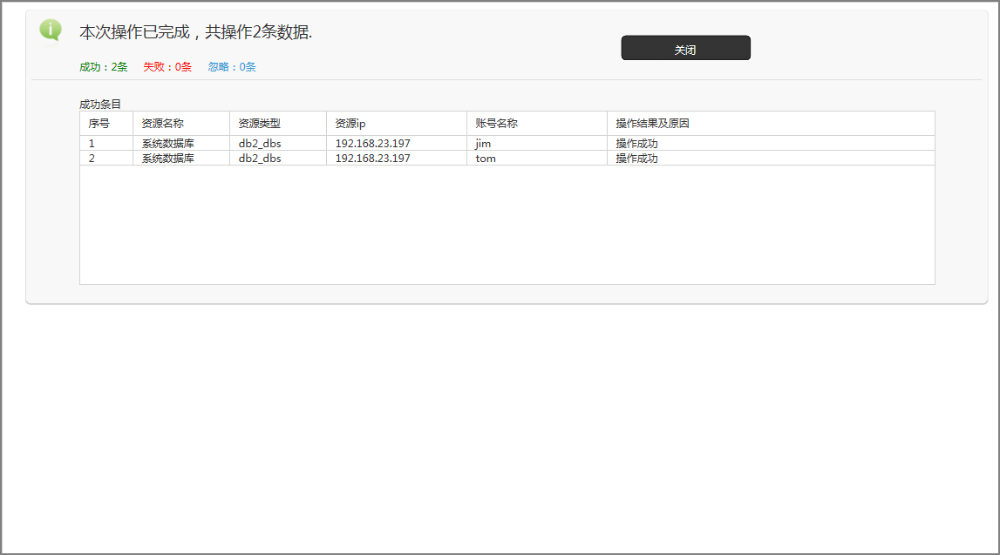 本次操作已完成，共操作2条数据.
关闭
成功：2条 失败：0条 忽略：0条
成功条目
序号 资源名称 资源类型 资源ip 账号名称 操作结果及原因
1 系统数据库 db2_dbs 192.168.23.197 jim 操作成功
2 系统数据库 db2_dbs 192.168.23.197 tom 操作成功